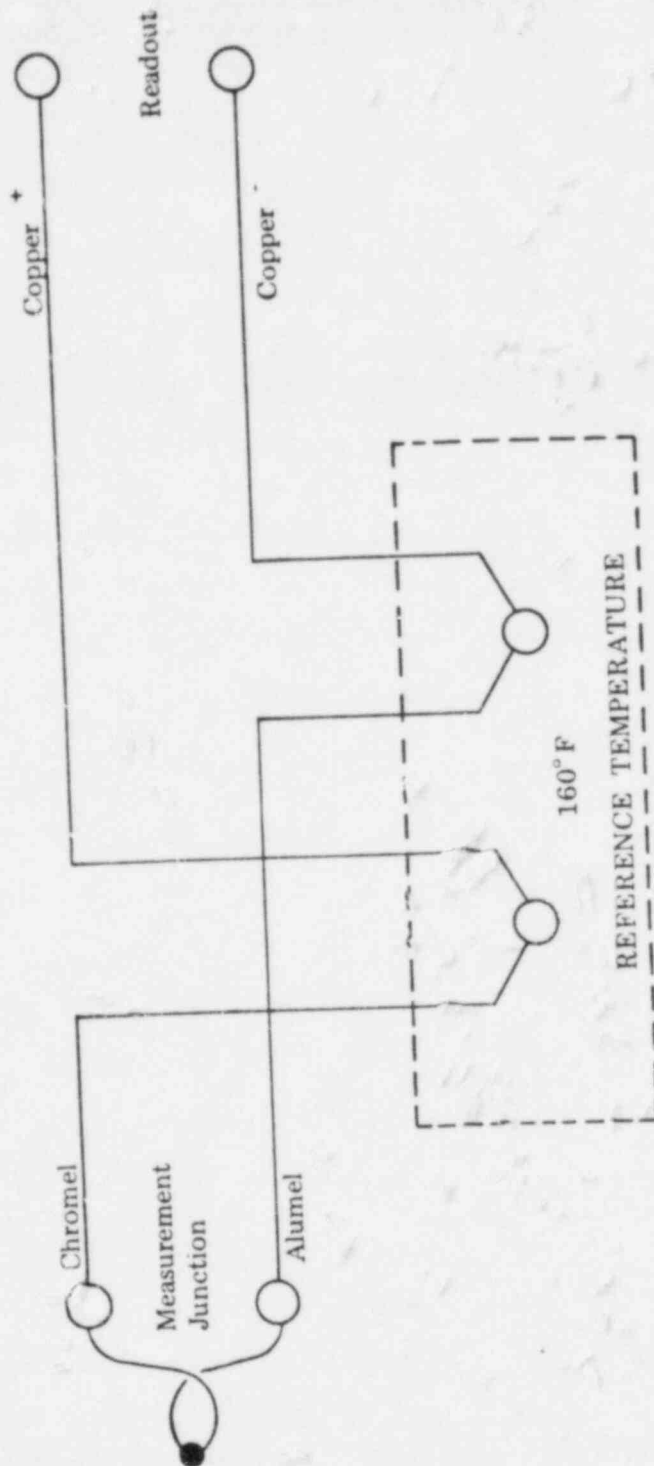 Copper +
Readout
Copper -
Chromel
Measurement
Junction
Alumel
160°F
REFERENCE TEMPERATURE